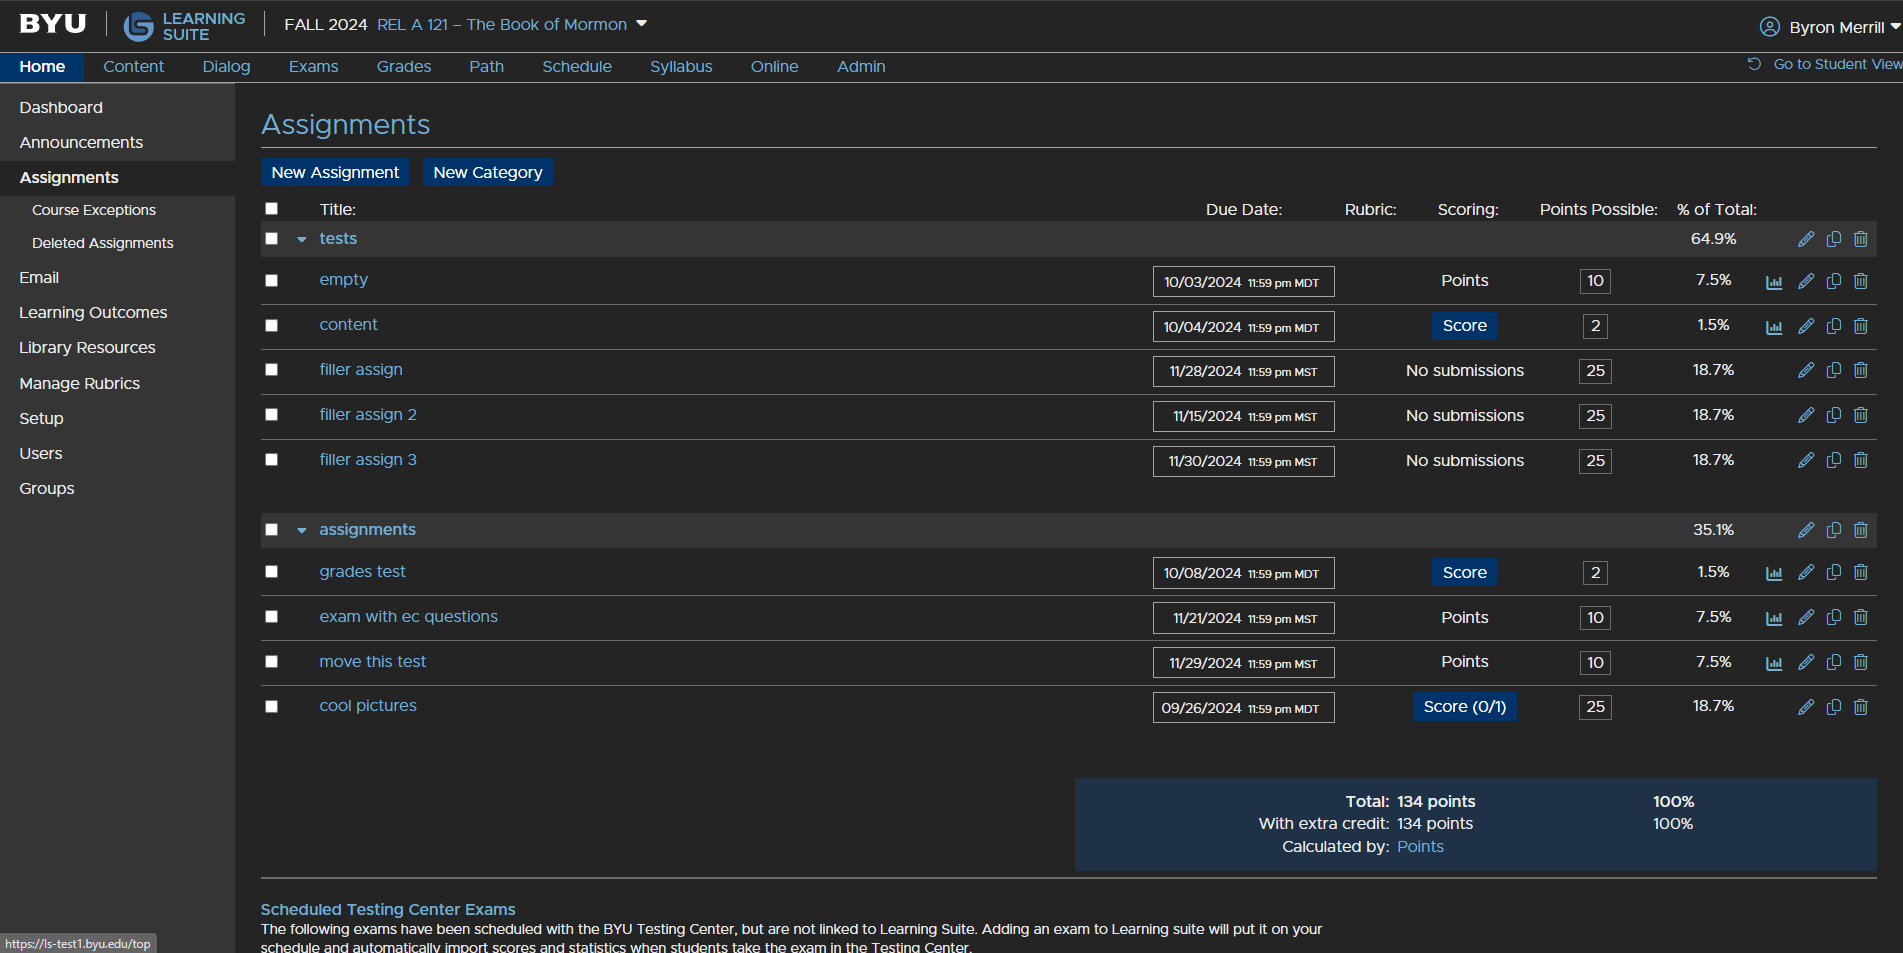 BYU LEARNING SUITE FALL 2024 REL A 121 – The Book of Mormon Byron Merrill
Home Content Dialog Exams Grades Path Schedule Syllabus Online Admin Go to Student View
Dashboard
Announcements
Assignments
Course Exceptions
Deleted Assignments
Email
Learning Outcomes
Library Resources
Manage Rubrics
Setup
Users
Groups
Assignments
New Assignment New Category
Title: Due Date: Rubric: Scoring: Points Possible: % of Total:
tests 64.9%
empty 10/03/2024 11:59 pm MDT Points 10 7.5%
content 10/04/2024 11:59 pm MDT Score 2 1.5%
filler assign 11/28/2024 11:59 pm MST No submissions 25 18.7%
filler assign 2 11/15/2024 11:59 pm MST No submissions 25 18.7%
filler assign 3 11/30/2024 11:59 pm MST No submissions 25 18.7%
assignments 35.1%
grades test 10/08/2024 11:59 pm MDT Score 2 1.5%
exam with ec questions 11/21/2024 11:59 pm MST Points 10 7.5%
move this test 11/29/2024 11:59 pm MST Points 10 7.5%
cool pictures 09/26/2024 11:59 pm MDT Score (0/1) 25 18.7%
Total: 134 points 100%
With extra credit: 134 points 100%
Calculated by: Points
Scheduled Testing Center Exams
The following exams have been scheduled with the BYU Testing Center, but are not linked to Learning Suite. Adding an exam to Learning suite will put it on your
schedule and automatically import scores and statistics when students take the exam in the Testing Center.
https://ls-test1.byu.edu/top